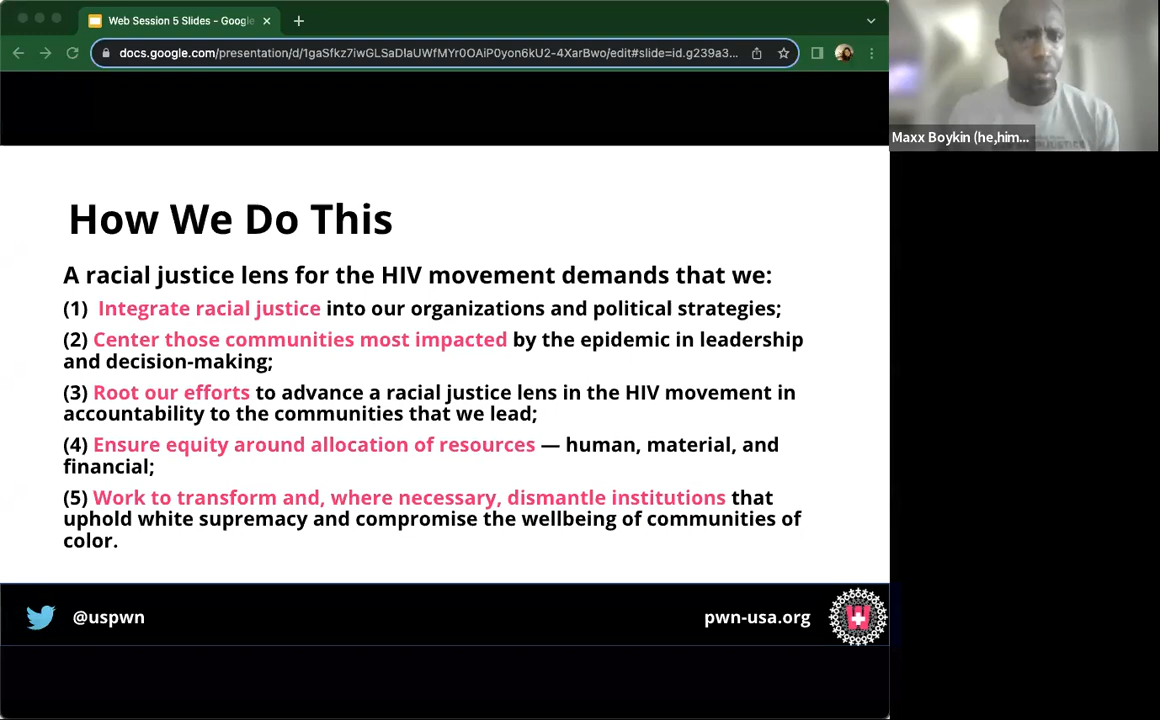 Web Session 5 Slides - Google
docs.google.com/presentation/d/1gaSfkz7iwGLSaDlaUWfMYr0OAiP0yon6kU2-4XarBwo/edit#slide=id.g239a3...
Maxx Boykin (he,him...
How We Do This
A racial justice lens for the HIV movement demands that we:
(1) Integrate racial justice into our organizations and political strategies;
(2) Center those communities most impacted by the epidemic in leadership
and decision-making;
(3) Root our efforts to advance a racial justice lens in the HIV movement in
accountability to the communities that we lead;
(4) Ensure equity around allocation of resources — human, material, and
financial;
(5) Work to transform and, where necessary, dismantle institutions that
uphold white supremacy and compromise the wellbeing of communities of
color.
@uspwn
pwn-usa.org